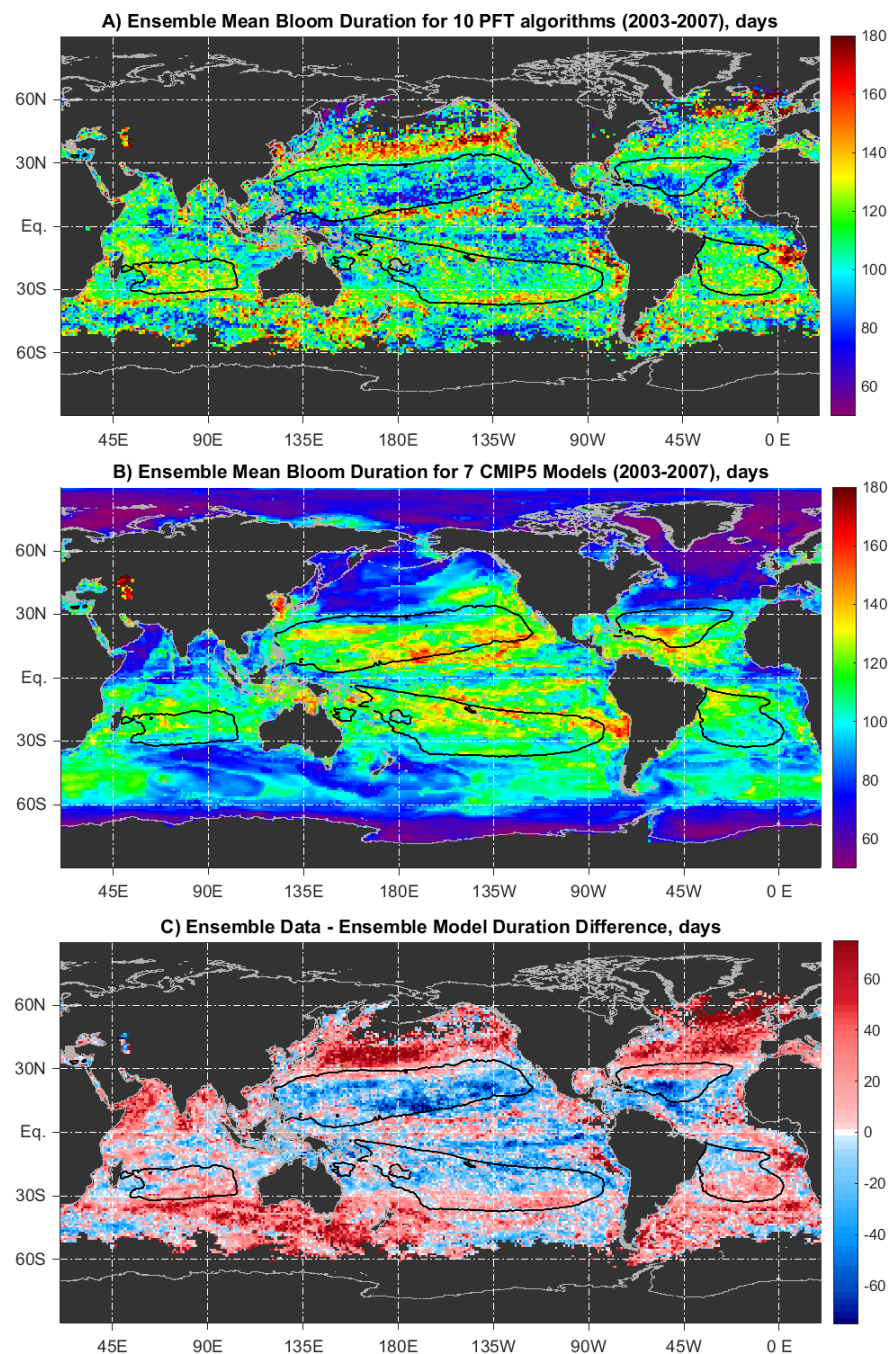 A) Ensemble Mean Bloom Duration for 10 PFT algorithms (2003-2007), days
180
160
140
120
100
80
60
60N
30N
Eq.
30S
60S
45E 90E 135E 180E 135W 90W 45W 0 E
B) Ensemble Mean Bloom Duration for 7 CMIP5 Models (2003-2007), days
180
160
140
120
100
80
60
60N
30N
Eq.
30S
60S
45E 90E 135E 180E 135W 90W 45W 0 E
C) Ensemble Data - Ensemble Model Duration Difference, days
60
40
20
0
-20
-40
-60
60N
30N
Eq.
30S
60S
45E 90E 135E 180E 135W 90W 45W 0 E